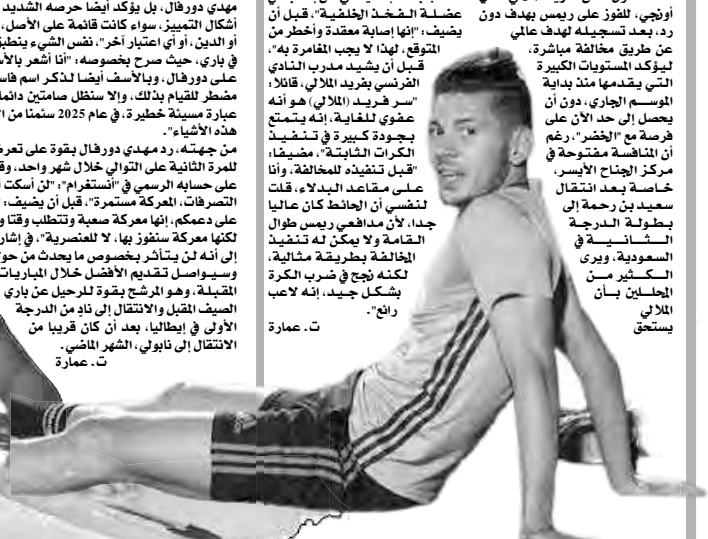 أونجي، للفوز على ريمس بهدف دون
رد، بعد تسجيله لهدف عالمي
عن طريق مخالفة مباشرة،
ليؤكد المستويات الكبيرة
التي يقدمها منذ بداية
الموسم الجاري، دون أن
يحصل إلى حد الآن على
فرصة مع "الخضر"، رغم
أن المنافسة مفتوحة في
مركز الجناح الأيسر،
خاصة بعد انتقال
سعيد بن رحمة إلى
بطولة الدرجة
الثانية في
السعودية، ويرى
الكثير من
المحللين بأن
الملالي
يستحق
عضلة الفخذ الخلفية"، قبل أن
يضيف: "إنها إصابة معقدة وأخطر من
المتوقع، لهذا لا يجب المغامرة به"،
قبل أن يشيد مدرب النادي
الفرنسي بفريد الملالي، قائلا:
"سر فريد (الملالي) هو أنه
عفوي للغاية، إنه يتمتع
بجودة كبيرة في تنفيذ
الكرات الثابتة"، مضيفا:
"قبل تنفيذه للمخالفة، وأنا
على مقاعد البدلاء، قلت
لنفسي أن الحائط كان عاليا
جدا، لأن مدافعي ريمس طوال
القامة ولا يمكن له تنفيذ
المخالفة بطريقة مثالية،
لكنه نجح في ضرب الكرة
بشكل جيد، إنه لاعب
رائع".
ت. عمارة
مهدي دورفال، بل يؤكد أيضا حرصه الشديد
أشكال التمييز، سواء كانت قائمة على الأصل،
أو الدين، أو أي اعتبار آخر"، نفس الشيء ينطبق
في باري، حيث صرح بخصوصه: "أنا أشعر بالأ
على دورفال، وبالأسف أيضا لذكر اسم فاس
مضطر للقيام بذلك، وإلا سنظل صامتين دائما
عبارة مسيئة خطيرة، في عام 2025 سئمنا من ا
هذه الأشياء".
من جهته، رد مهدي دورفال بقوة على تعر
للمرة الثانية على التوالي خلال شهر واحد، وق
على حسابه الرسمي في "أنستغرام": "لن أسكت أ
التصرفات، المعركة مستمرة"، قبل أن يضيف: "
على دعمكم، إنها معركة صعبة وتتطلب وقتا و
لكنها معركة سنفوز بها، لا للعنصرية"، في إشار
إلى أنه لن يتأثر بخصوص ما يحدث من حو
وسيواصل تقديم الأفضل خلال المباريات
المقبلة، وهو المرشح بقوة للرحيل عن باري
الصيف المقبل والانتقال إلى ناد من الدرجة
الأولى في إيطاليا، بعد أن كان قريبا من
الانتقال إلى نابولي، الشهر الماضي.
ت. عمارة